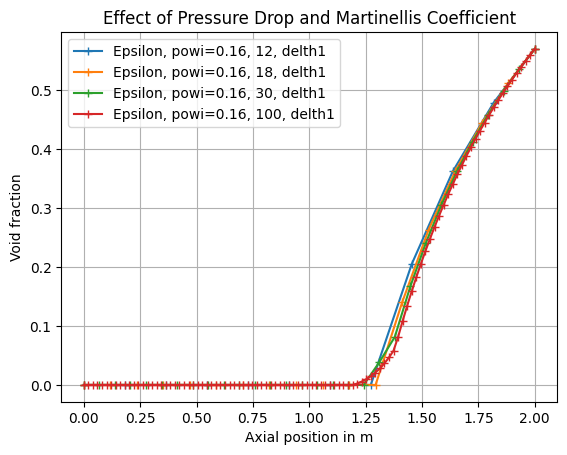 Effect of Pressure Drop and Martinellis Coefficient
Epsilon, powi=0.16, 12, delth1
Epsilon, powi=0.16, 18, delth1
Epsilon, powi=0.16, 30, delth1
Epsilon, powi=0.16, 100, delth1
Void fraction
0.5
0.4
0.3
0.2
0.1
0.0
0.00 0.25 0.50 0.75 1.00 1.25 1.50 1.75 2.00
Axial position in m